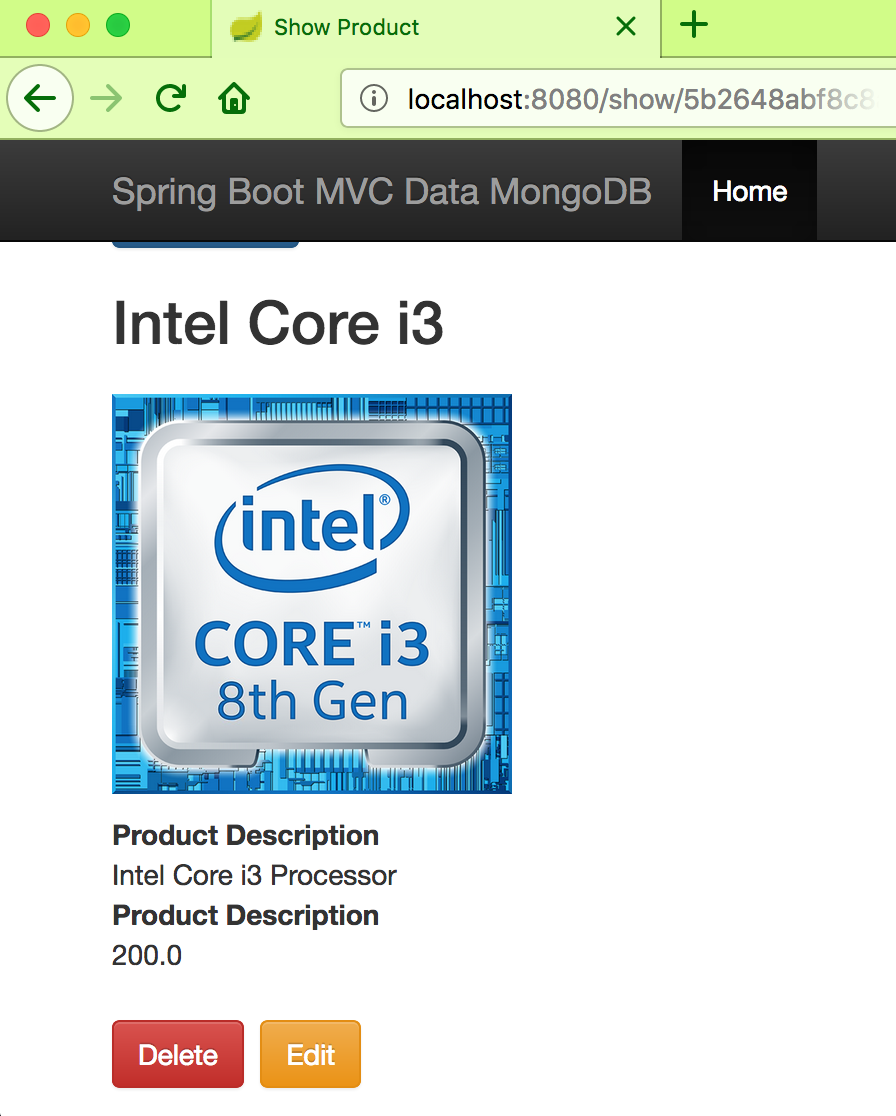 Show Product
localhost:8080/show/5b2648abf8c8
Spring Boot MVC Data MongoDB Home
Intel Core i3
intel®
CORE™ i3
8th Gen
Product Description
Intel Core i3 Processor
Product Description
200.0
Delete Edit